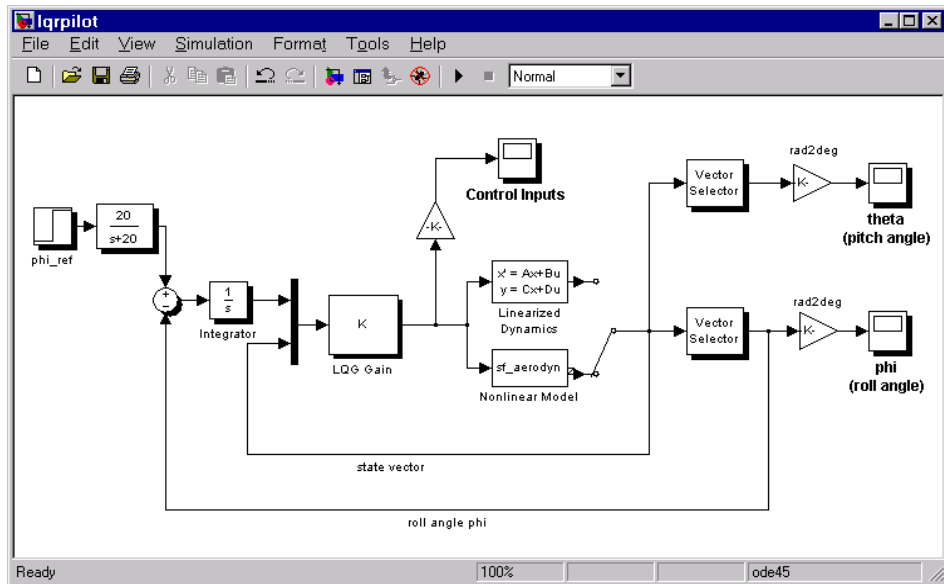 lqrpilot
File Edit View Simulation Format Tools Help
Normal
phi_ref
20
s+20
+
−
1
s
Integrator
K
LQG Gain
-K-
Control Inputs
x' = Ax+Bu
y = Cx+Du
Linearized
Dynamics
sf_aerodyn
Nonlinear Model
Vector
Selector
rad2deg
K-
theta
(pitch angle)
Vector
Selector
rad2deg
K-
phi
(roll angle)
state vector
roll angle phi
Ready
100%
ode45